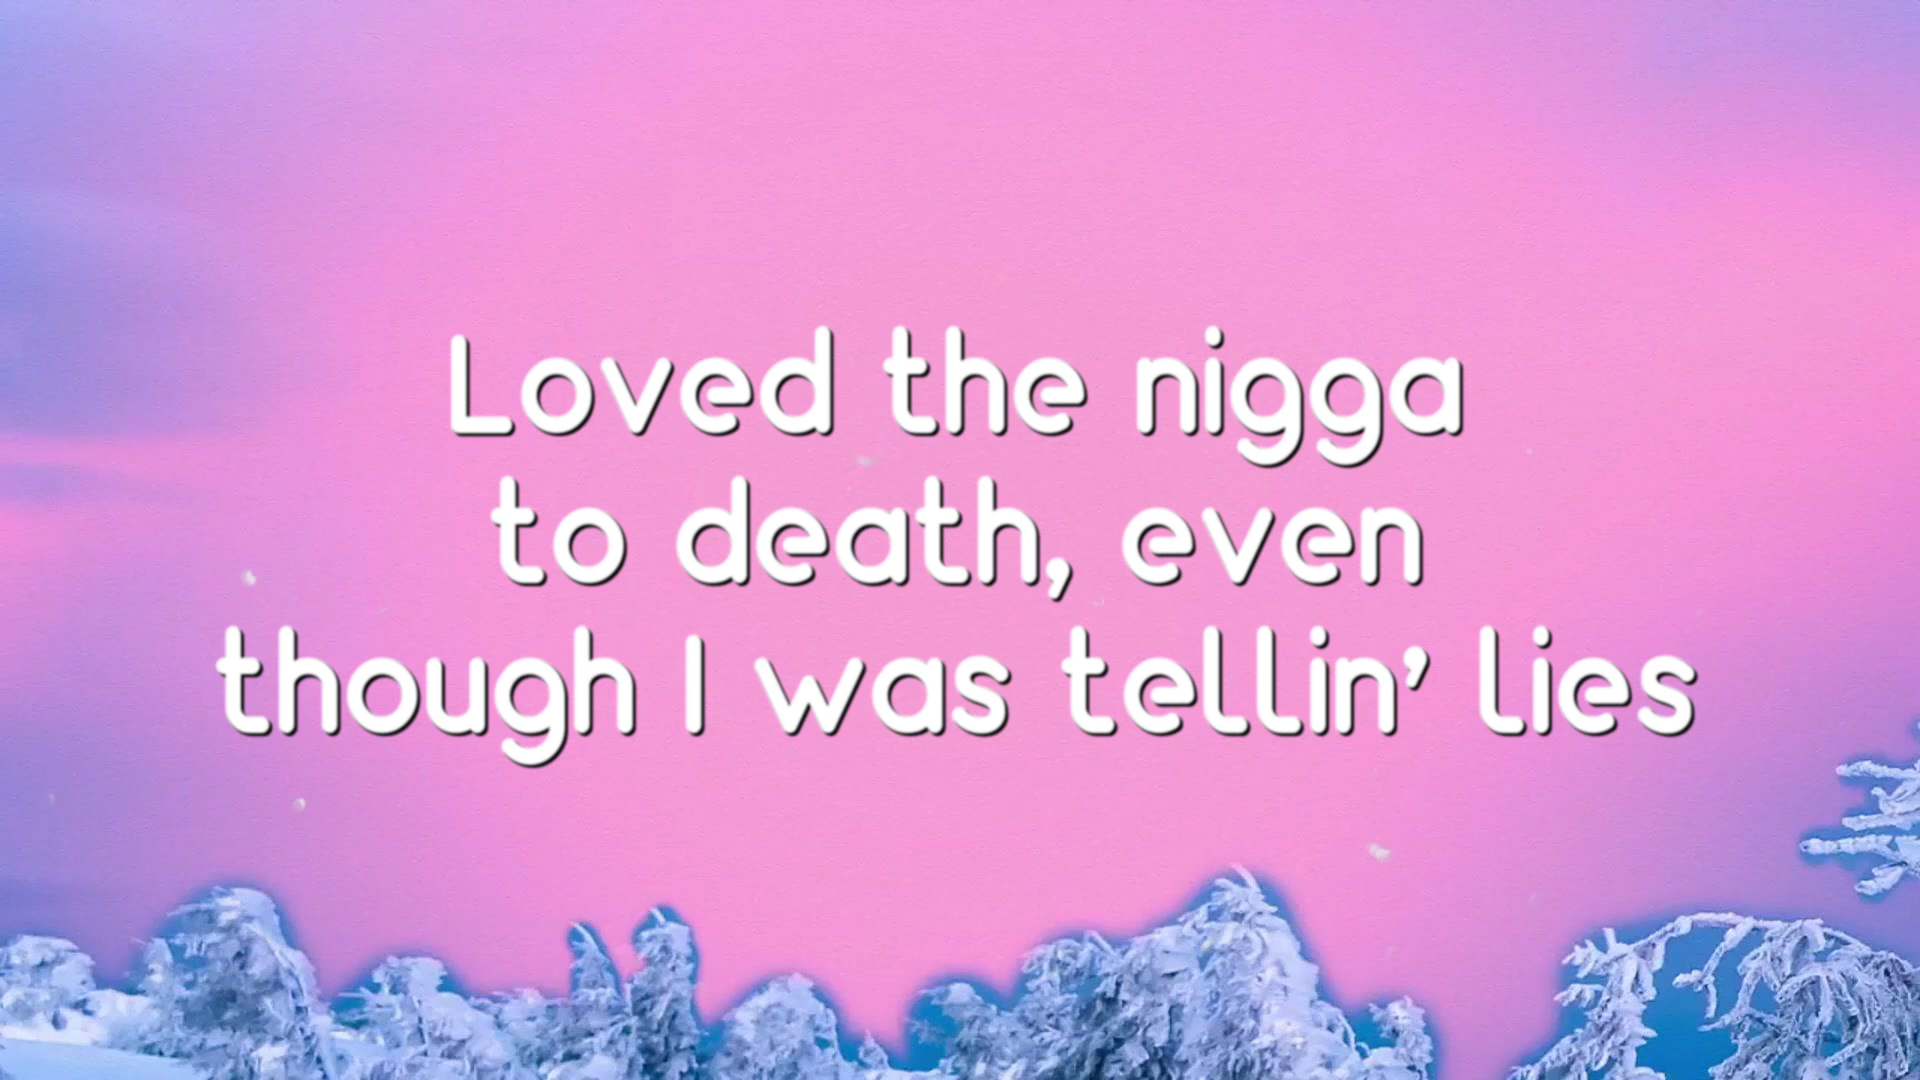 Loved the nigga
to death, even
though I was tellin' lies